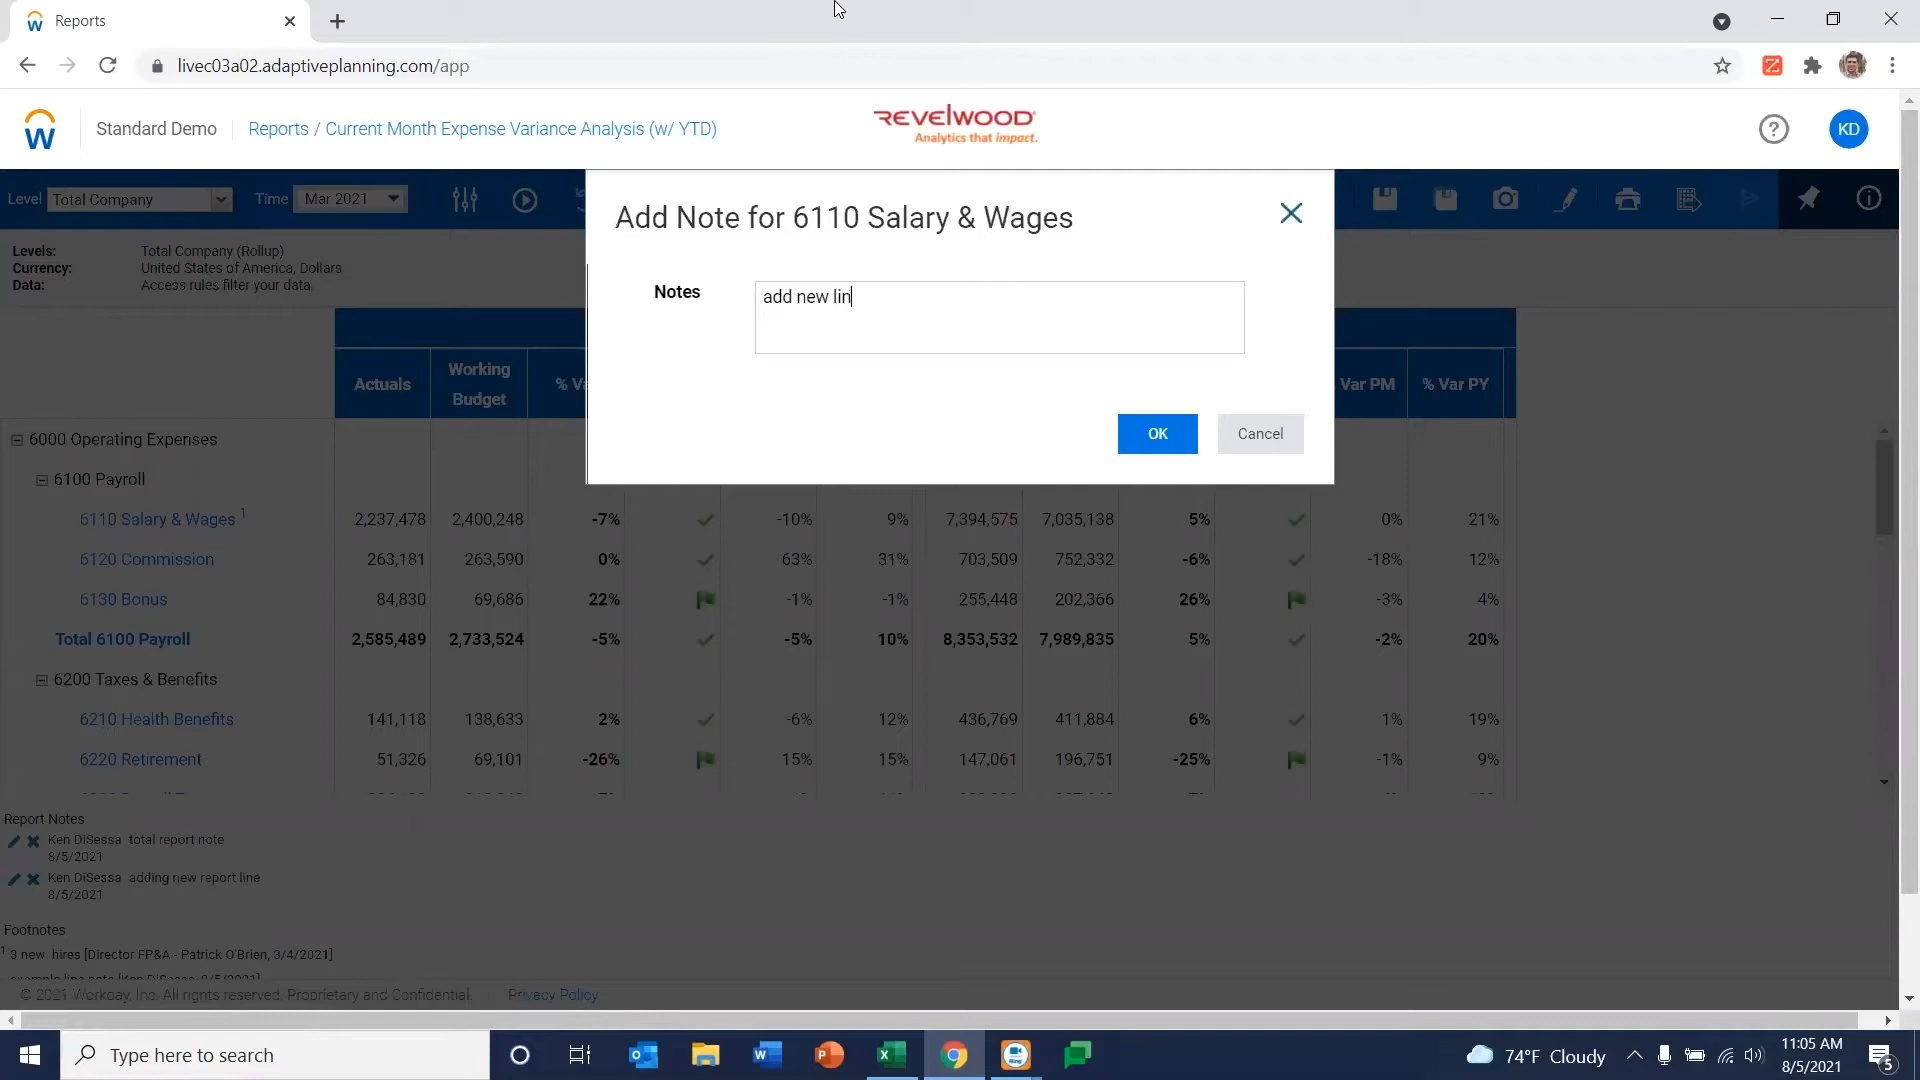 Reports
livec03a02.adaptiveplanning.com/app
Standard Demo
Reports / Current Month Expense Variance Analysis (w/ YTD)
REVELWOOD
Analytics that impact.
KD
Level Total Company Time Mar 2021
Add Note for 6110 Salary & Wages
Notes
add new lin
OK Cancel
Levels: Total Company (Rollup)
Currency: United States of America, Dollars
Data: Access rules filter your data.
Actuals Working Budget % Va Var PM % Var PY
6000 Operating Expenses
6100 Payroll
6110 Salary & Wages 1 2,237,478 2,400,248 -7% -10% 9% 7,394,575 7,035,138 5% 0% 21%
6120 Commission 263,181 263,590 0% 63% 31% 703,509 752,332 -6% -18% 12%
6130 Bonus 84,830 69,686 22% -1% -1% 255,448 202,366 26% -3% 4%
Total 6100 Payroll 2,585,489 2,733,524 -5% -5% 10% 8,353,532 7,989,835 5% -2% 20%
6200 Taxes & Benefits
6210 Health Benefits 141,118 138,633 2% -6% 12% 436,769 411,884 6% 1% 19%
6220 Retirement 51,326 69,101 -26% 15% 15% 147,061 196,751 -25% -1% 9%
Report Notes
Ken DiSessa total report note
8/5/2021
Ken DiSessa adding new report line
8/5/2021
Footnotes
1 3 new hires [Director FP&A - Patrick O'Brien, 3/4/2021]
example line note [Ken DiSessa, 8/5/2021]
© 2021 Workday, Inc. All rights reserved. Proprietary and Confidential. Privacy Policy
Type here to search
74°F Cloudy
11:05 AM
8/5/2021
5